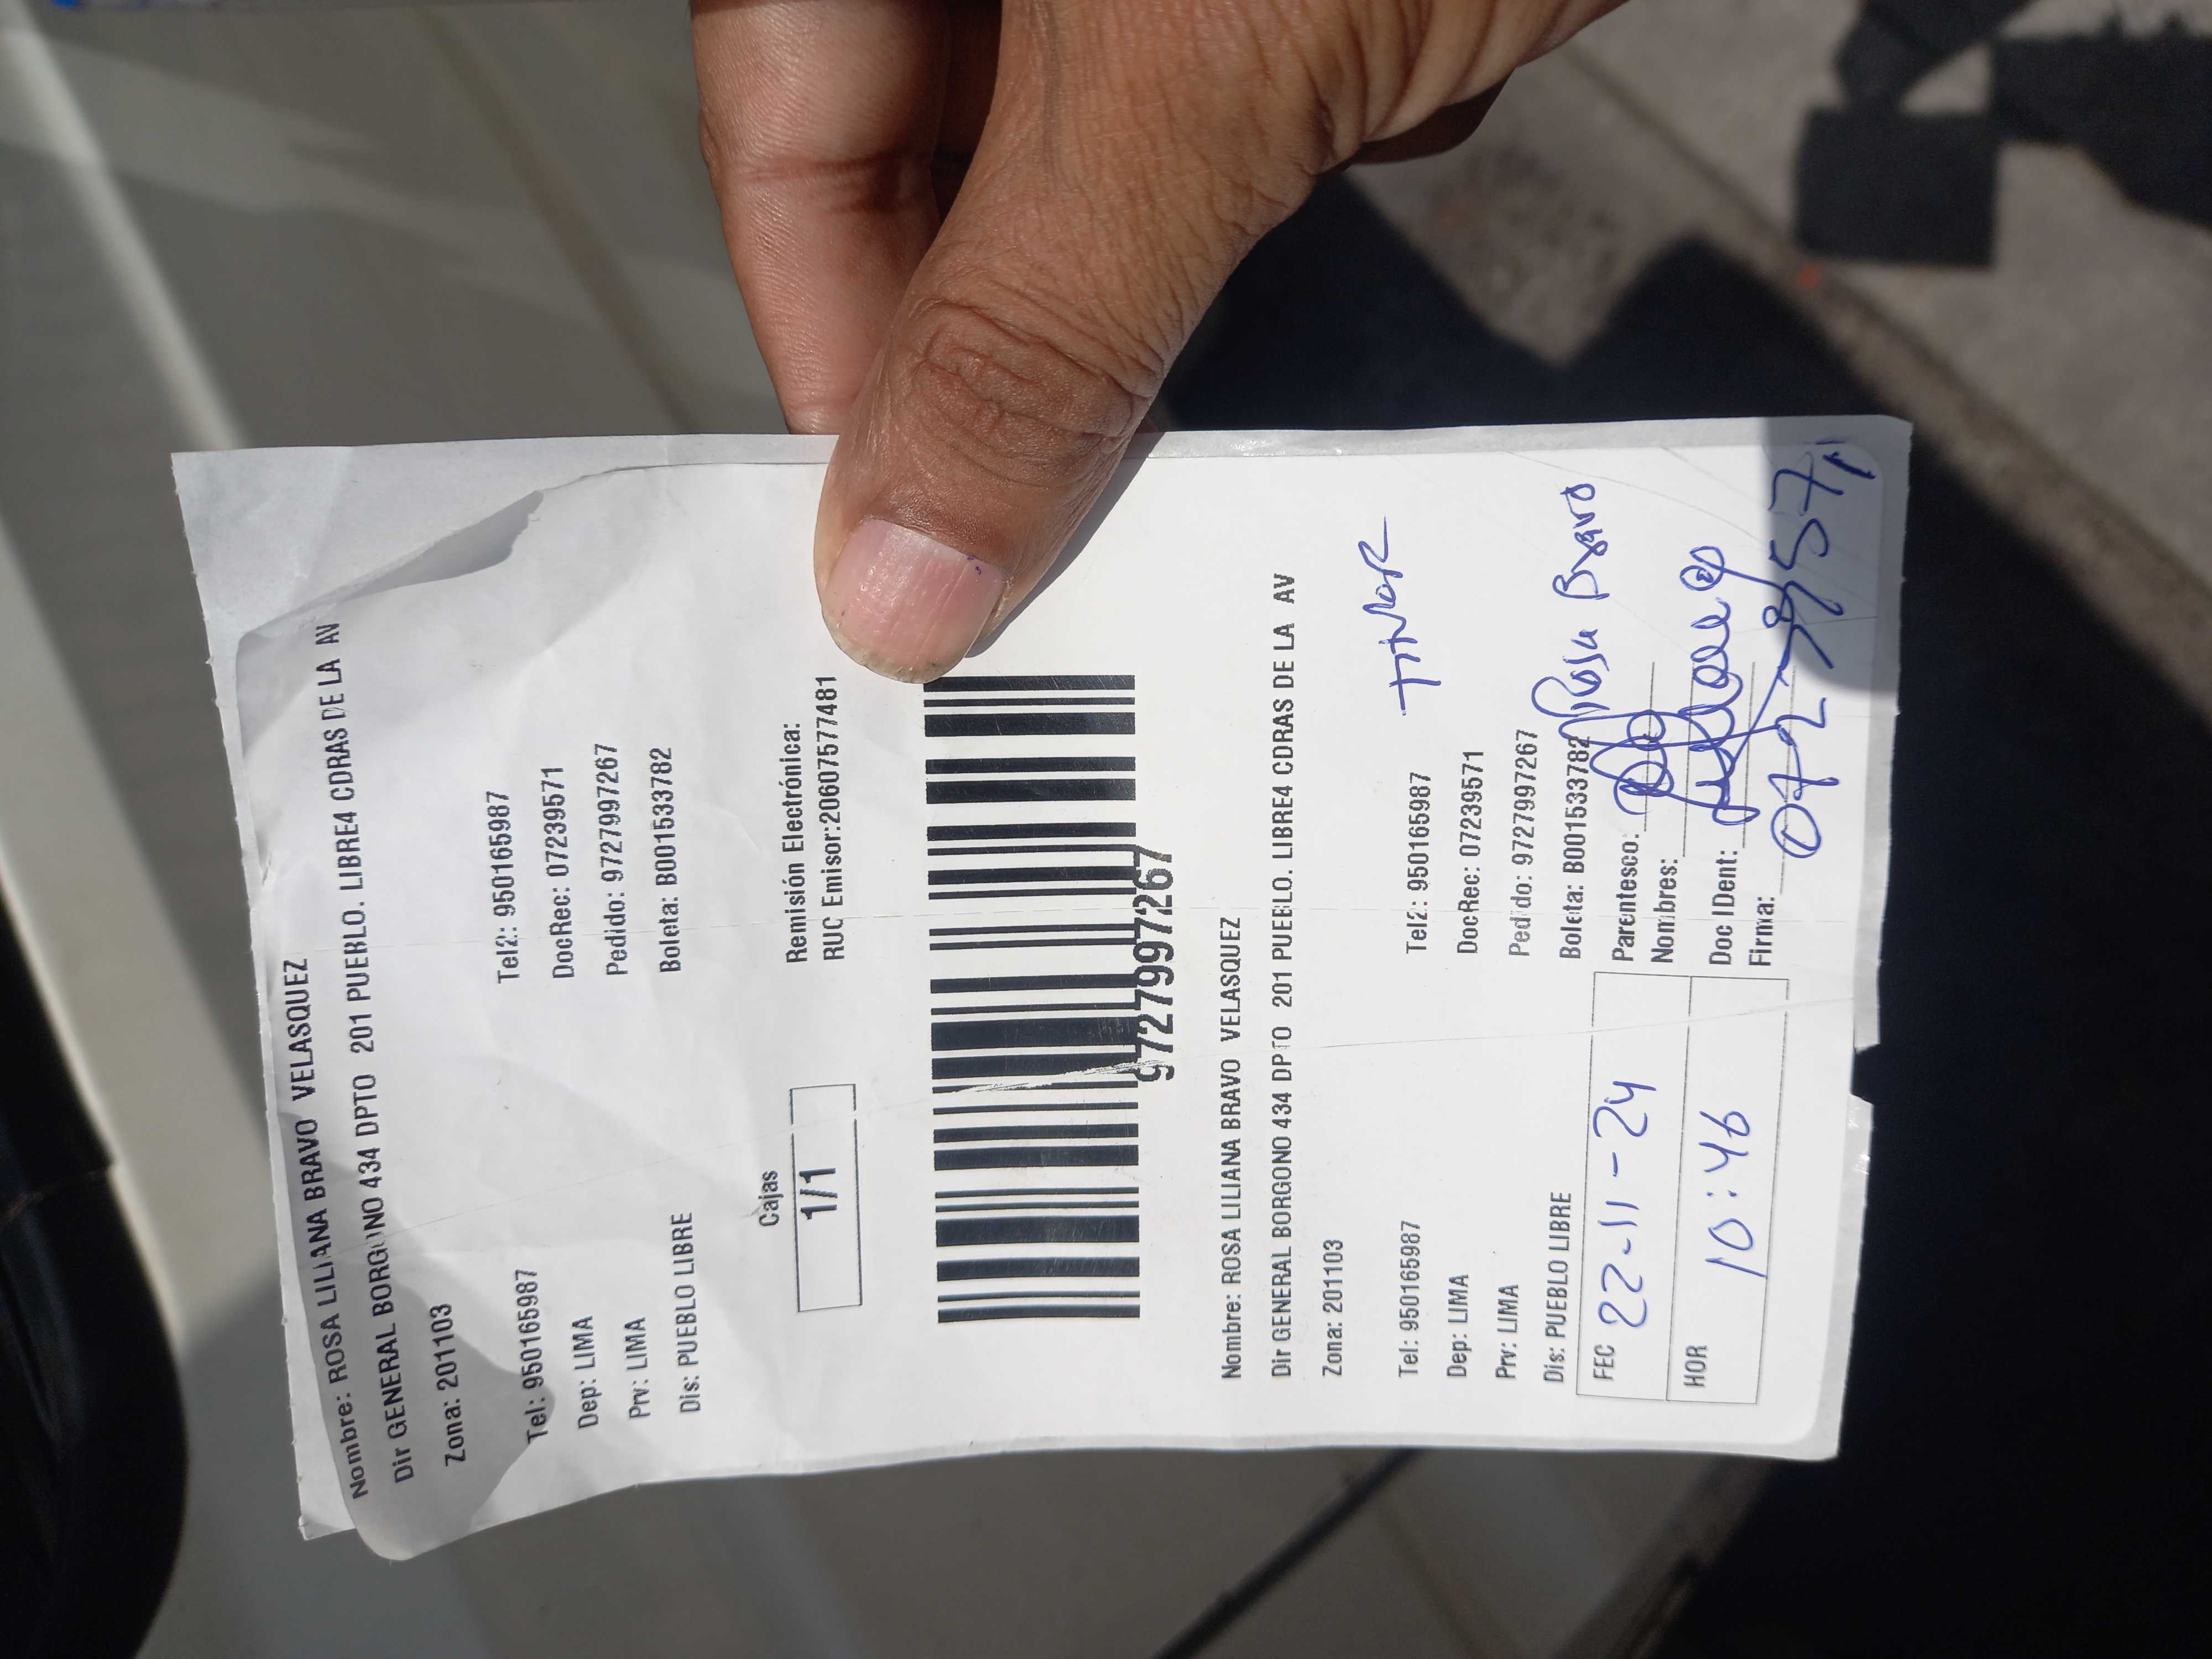 Nombre: ROSA LILIANA BRAVO VELASQUEZ
Dir GENERAL BORGONO 434 DPTO 201 PUEBLO. LIBRE4 CDRAS DE LA AV
Zona: 201103
Tel: 950165987 Tel2: 950165987
Dep: LIMA DocRec: 07239571
Prv: LIMA Pedido: 9727997267
Dis: PUEBLO LIBRE Boleta: B001533782
Cajas Remisión Electrónica:
1/1 RUC Emisor:20607577481
9727997267
Nombre: ROSA LILIANA BRAVO VELASQUEZ
Dir GENERAL BORGONO 434 DPTO 201 PUEBLO. LIBRE4 CDRAS DE LA AV
Zona: 201103
Titular
Tel: 950165987 Tel2: 950165987
Dep: LIMA DocRec: 07239571
Prv: LIMA Pedido: 9727997267
Dis: PUEBLO LIBRE Boleta: B001533782 Rosa Bravo
FEC 22-11-24 Parentesco:
Nombres:
HOR 10:46 Doc IDent:
Firma: 07239571